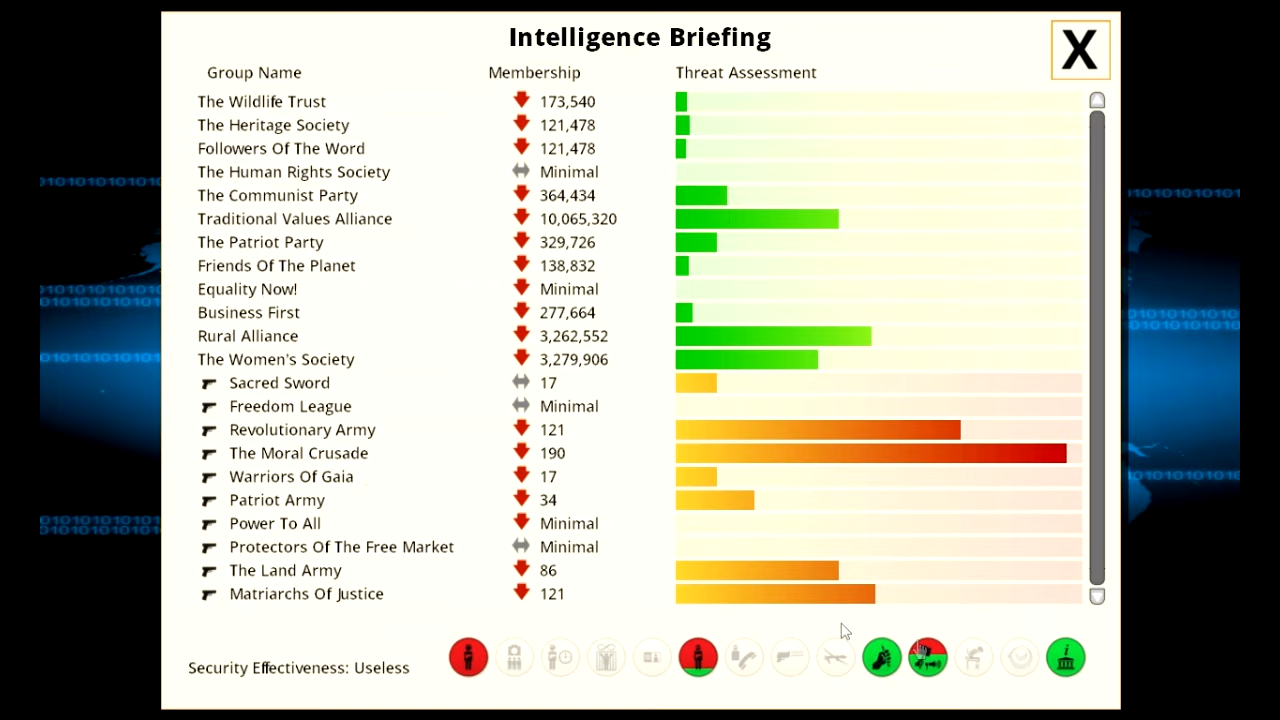 Intelligence Briefing
X
Group Name Membership Threat Assessment
The Wildlife Trust 173,540
The Heritage Society 121,478
Followers Of The Word 121,478
The Human Rights Society Minimal
The Communist Party 364,434
Traditional Values Alliance 10,065,320
The Patriot Party 329,726
Friends Of The Planet 138,832
Equality Now! Minimal
Business First 277,664
Rural Alliance 3,262,552
The Women's Society 3,279,906
Sacred Sword 17
Freedom League Minimal
Revolutionary Army 121
The Moral Crusade 190
Warriors Of Gaia 17
Patriot Army 34
Power To All Minimal
Protectors Of The Free Market Minimal
The Land Army 86
Matriarchs Of Justice 121
Security Effectiveness: Useless